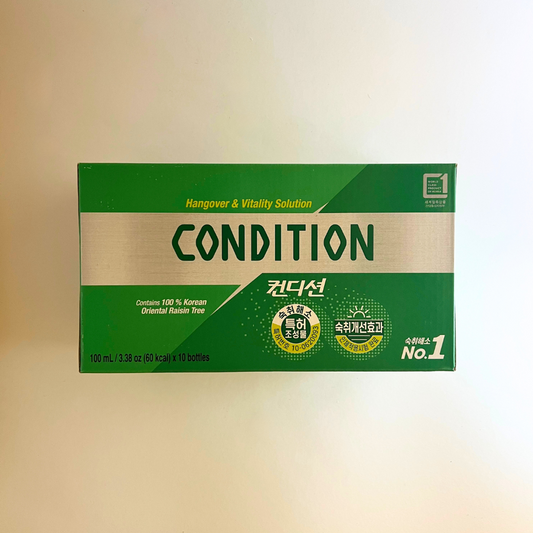 Hangover & Vitality Solution
CONDITION
컨디션
Contains 100 % Korean
Oriental Raisin Tree
숙취해소
특허
조성물
숙취개선효과
숙취해소
No.1
100 mL / 3.38 oz (60 kcal) x 10 bottles